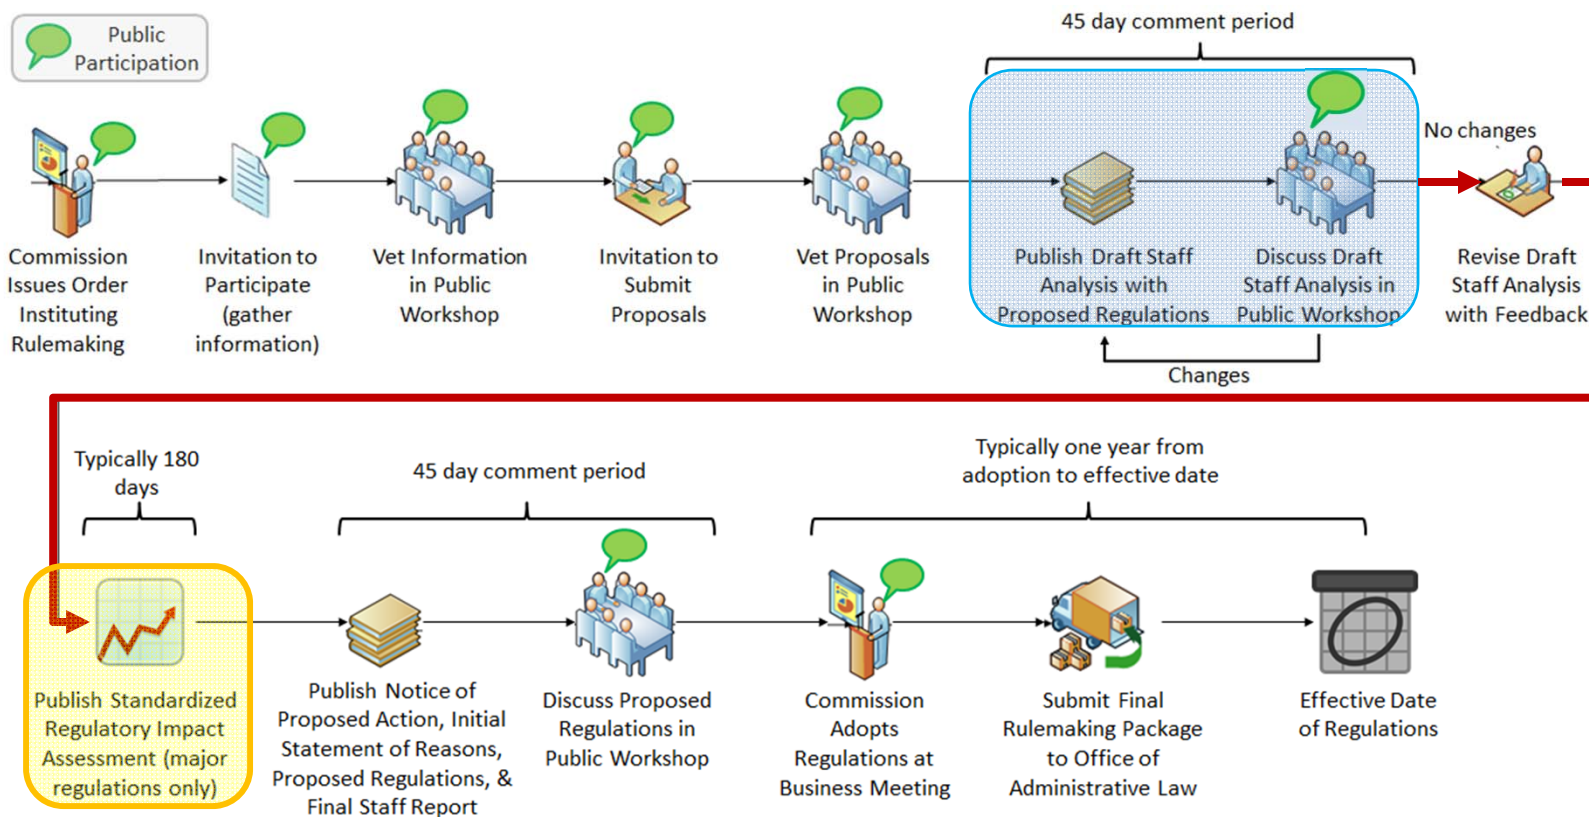 Public
Participation
45 day comment period
No changes
Commission
Issues Order
Instituting
Rulemaking
Invitation to
Participate
(gather
information)
Vet Information
in Public
Workshop
Invitation to
Submit
Proposals
Vet Proposals
in Public
Workshop
Publish Draft Staff
Analysis with
Proposed Regulations
Discuss Draft
Staff Analysis in
Public Workshop
Revise Draft
Staff Analysis
with Feedback
Changes
Typically 180
days
45 day comment period
Typically one year from
adoption to effective date
Publish Standardized
Regulatory Impact
Assessment (major
regulations only)
Publish Notice of
Proposed Action, Initial
Statement of Reasons,
Proposed Regulations, &
Final Staff Report
Discuss Proposed
Regulations in
Public Workshop
Commission
Adopts
Regulations at
Business Meeting
Submit Final
Rulemaking Package
to Office of
Administrative Law
Effective Date
of Regulations